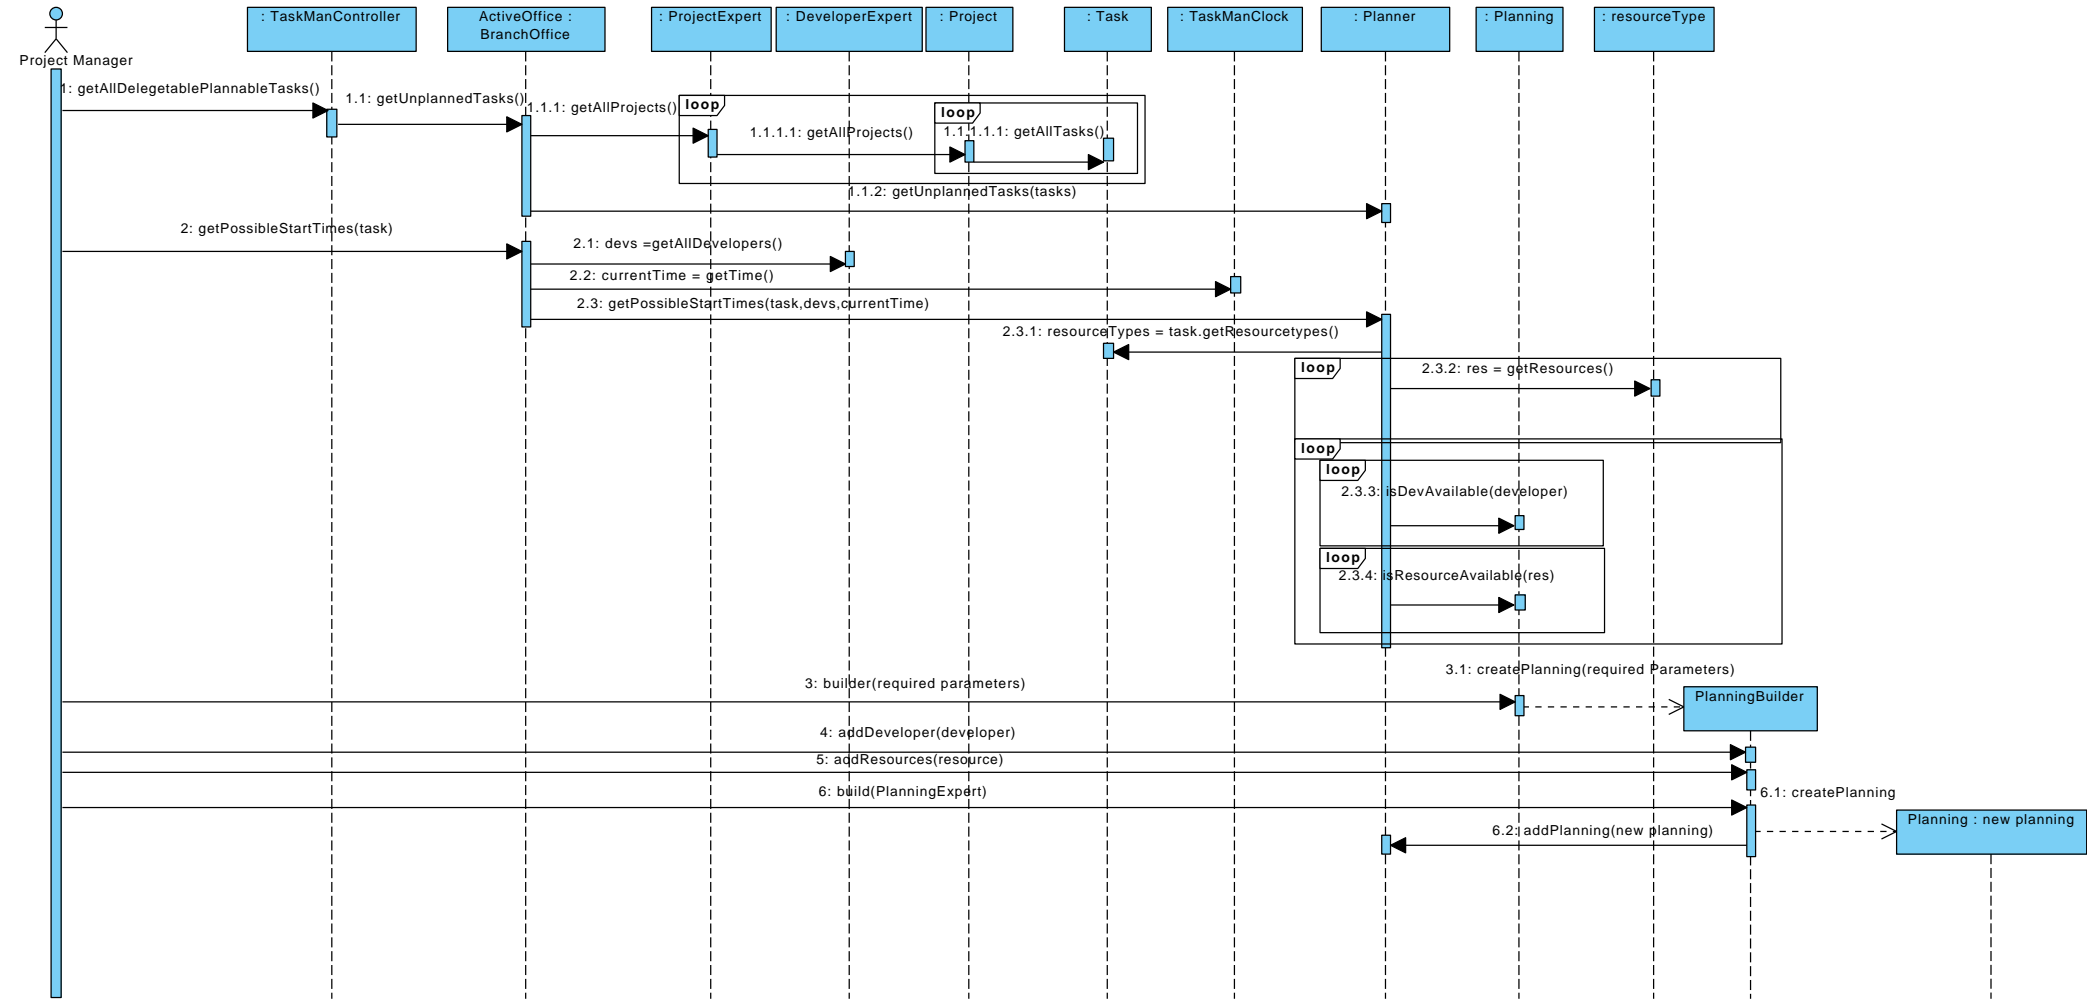 : TaskManController
ActiveOffice :
BranchOffice
: ProjectExpert
: DeveloperExpert
: Project
: Task
: TaskManClock
: Planner
: Planning
: resourceType
Project Manager
1: getAllDelegetablePlannableTasks()
1.1: getUnplannedTasks()
1.1.1: getAllProjects()
loop
loop
1.1.1.1: getAllProjects()
1.1.1.1.1: getAllTasks()
1.1.2: getUnplannedTasks(tasks)
2: getPossibleStartTimes(task)
2.1: devs =getAllDevelopers()
2.2: currentTime = getTime()
2.3: getPossibleStartTimes(task,devs,currentTime)
2.3.1: resourceTypes = task.getResourcetypes()
loop
2.3.2: res = getResources()
loop
loop
2.3.3: isDevAvailable(developer)
loop
2.3.4: isResourceAvailable(res)
3: builder(required parameters)
3.1: createPlanning(required Parameters)
PlanningBuilder
4: addDeveloper(developer)
5: addResources(resource)
6: build(PlanningExpert)
6.1: createPlanning
Planning : new planning
6.2: addPlanning(new planning)